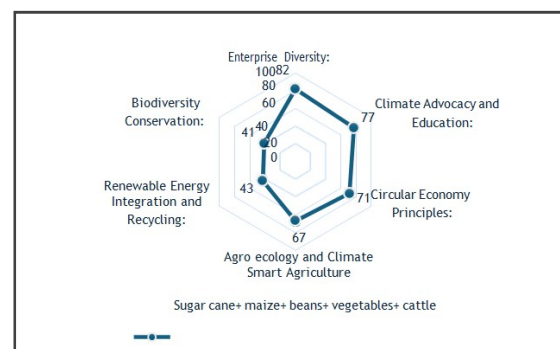 Enterprise Diversity:
100
82
80
60
40
20
0
77
Climate Advocacy and
Education:
71
Circular Economy
Principles:
67
Agro ecology and Climate
Smart Agriculture
43
Renewable Energy
Integration and
Recycling:
41
Biodiversity
Conservation:
Sugar cane+ maize+ beans+ vegetables+ cattle